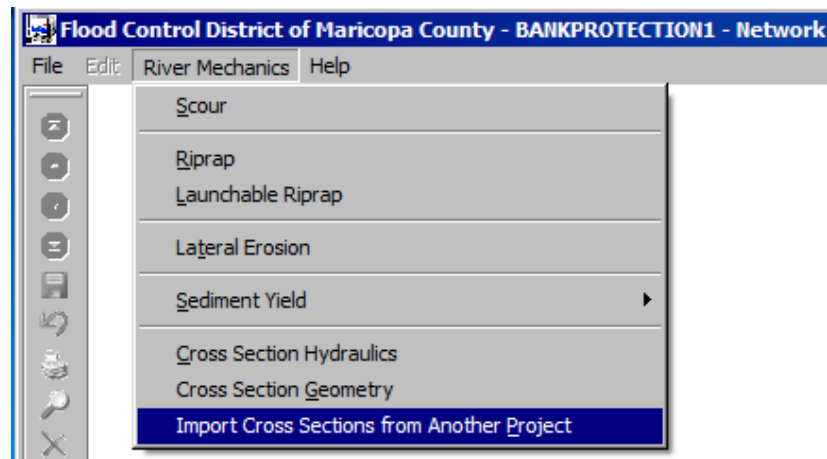 Flood Control District of Maricopa County - BANKPROTECTION1 - Network
File Edit River Mechanics Help
Scour
Riprap
Launchable Riprap
Lateral Erosion
Sediment Yield
Cross Section Hydraulics
Cross Section Geometry
Import Cross Sections from Another Project